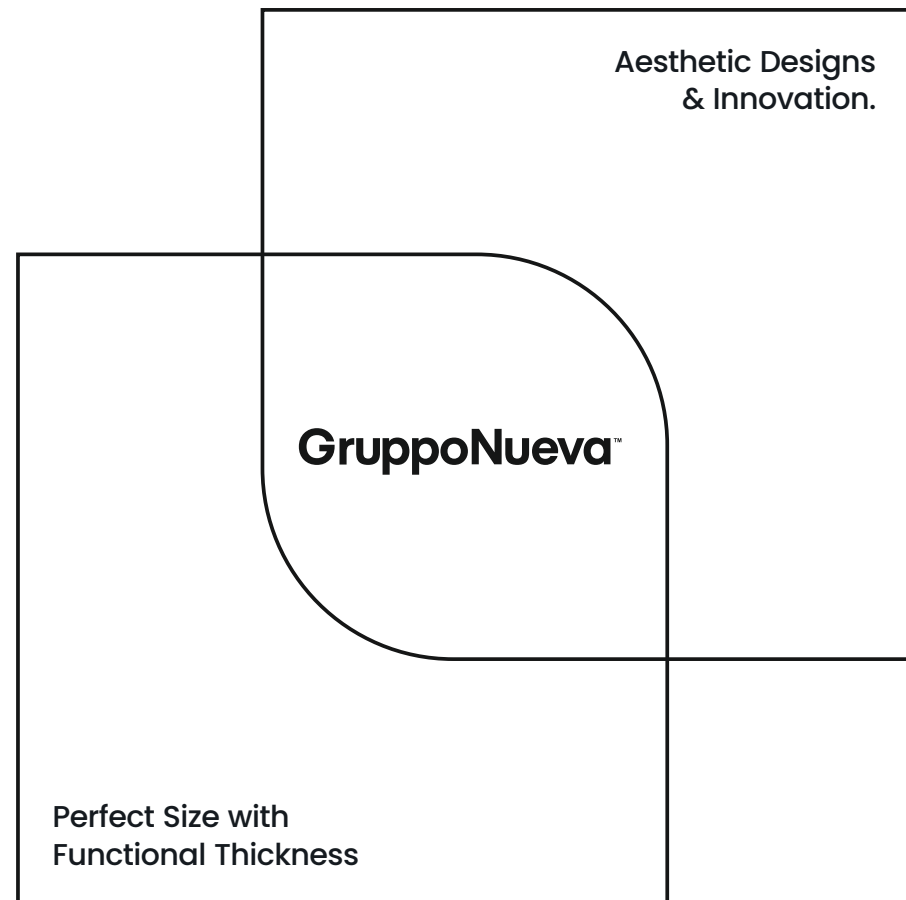 Aesthetic Designs
& Innovation.
GruppoNueva™
Perfect Size with
Functional Thickness